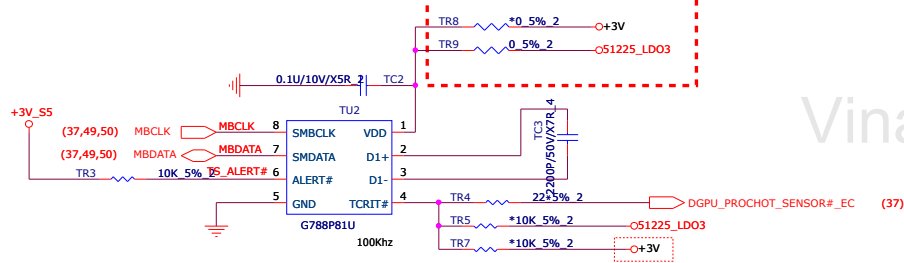 TR8 *0_5%_2 +3V
TR9 0_5%_2 51225_LDO3
0.1U/10V/X5R_2 TC2
+3V_S5
TU2
TC3
2200P/50V/X7R_4
(37,49,50) MBCLK MBCLK 8 SMBCLK VDD 1
(37,49,50) MBDATA MBDATA 7 SMDATA D1+ 2
TR3 10K_5%_2 TS_ALERT# 6 ALERT# D1- 3
5 GND TCRIT# 4 TR4 22*5%_2 DGPU_PROCHOT_SENSOR#_EC (37)
G788P81U TR5 *10K_5%_2 51225_LDO3
100Khz TR7 *10K_5%_2 +3V
Vina